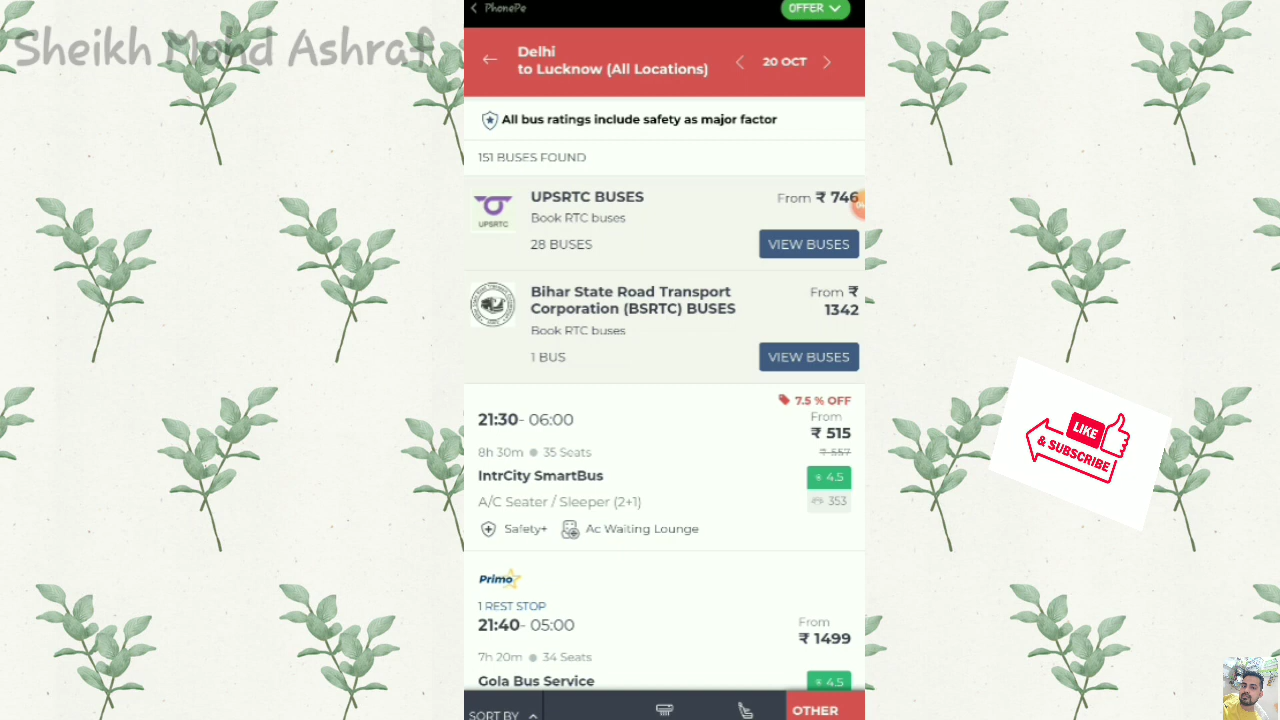 Sheikh Mohd Ashraf
PhonePe
OFFER
Delhi
to Lucknow (All Locations)
20 OCT
All bus ratings include safety as major factor
151 BUSES FOUND
UPSRTC BUSES
From ₹ 746
Book RTC buses
UPSRTC
28 BUSES
VIEW BUSES
Bihar State Road Transport
Corporation (BSRTC) BUSES
From ₹
1342
Book RTC buses
1 BUS
VIEW BUSES
7.5 % OFF
21:30- 06:00
From
₹ 515
₹ 557
8h 30m 35 Seats
IntrCity SmartBus
4.5
A/C Seater / Sleeper (2+1)
353
Safety+ Ac Waiting Lounge
LIKE
& SUBSCRIBE
Primo
1 REST STOP
21:40- 05:00
From
₹ 1499
7h 20m 34 Seats
Gola Bus Service
4.5
SORT BY
OTHER